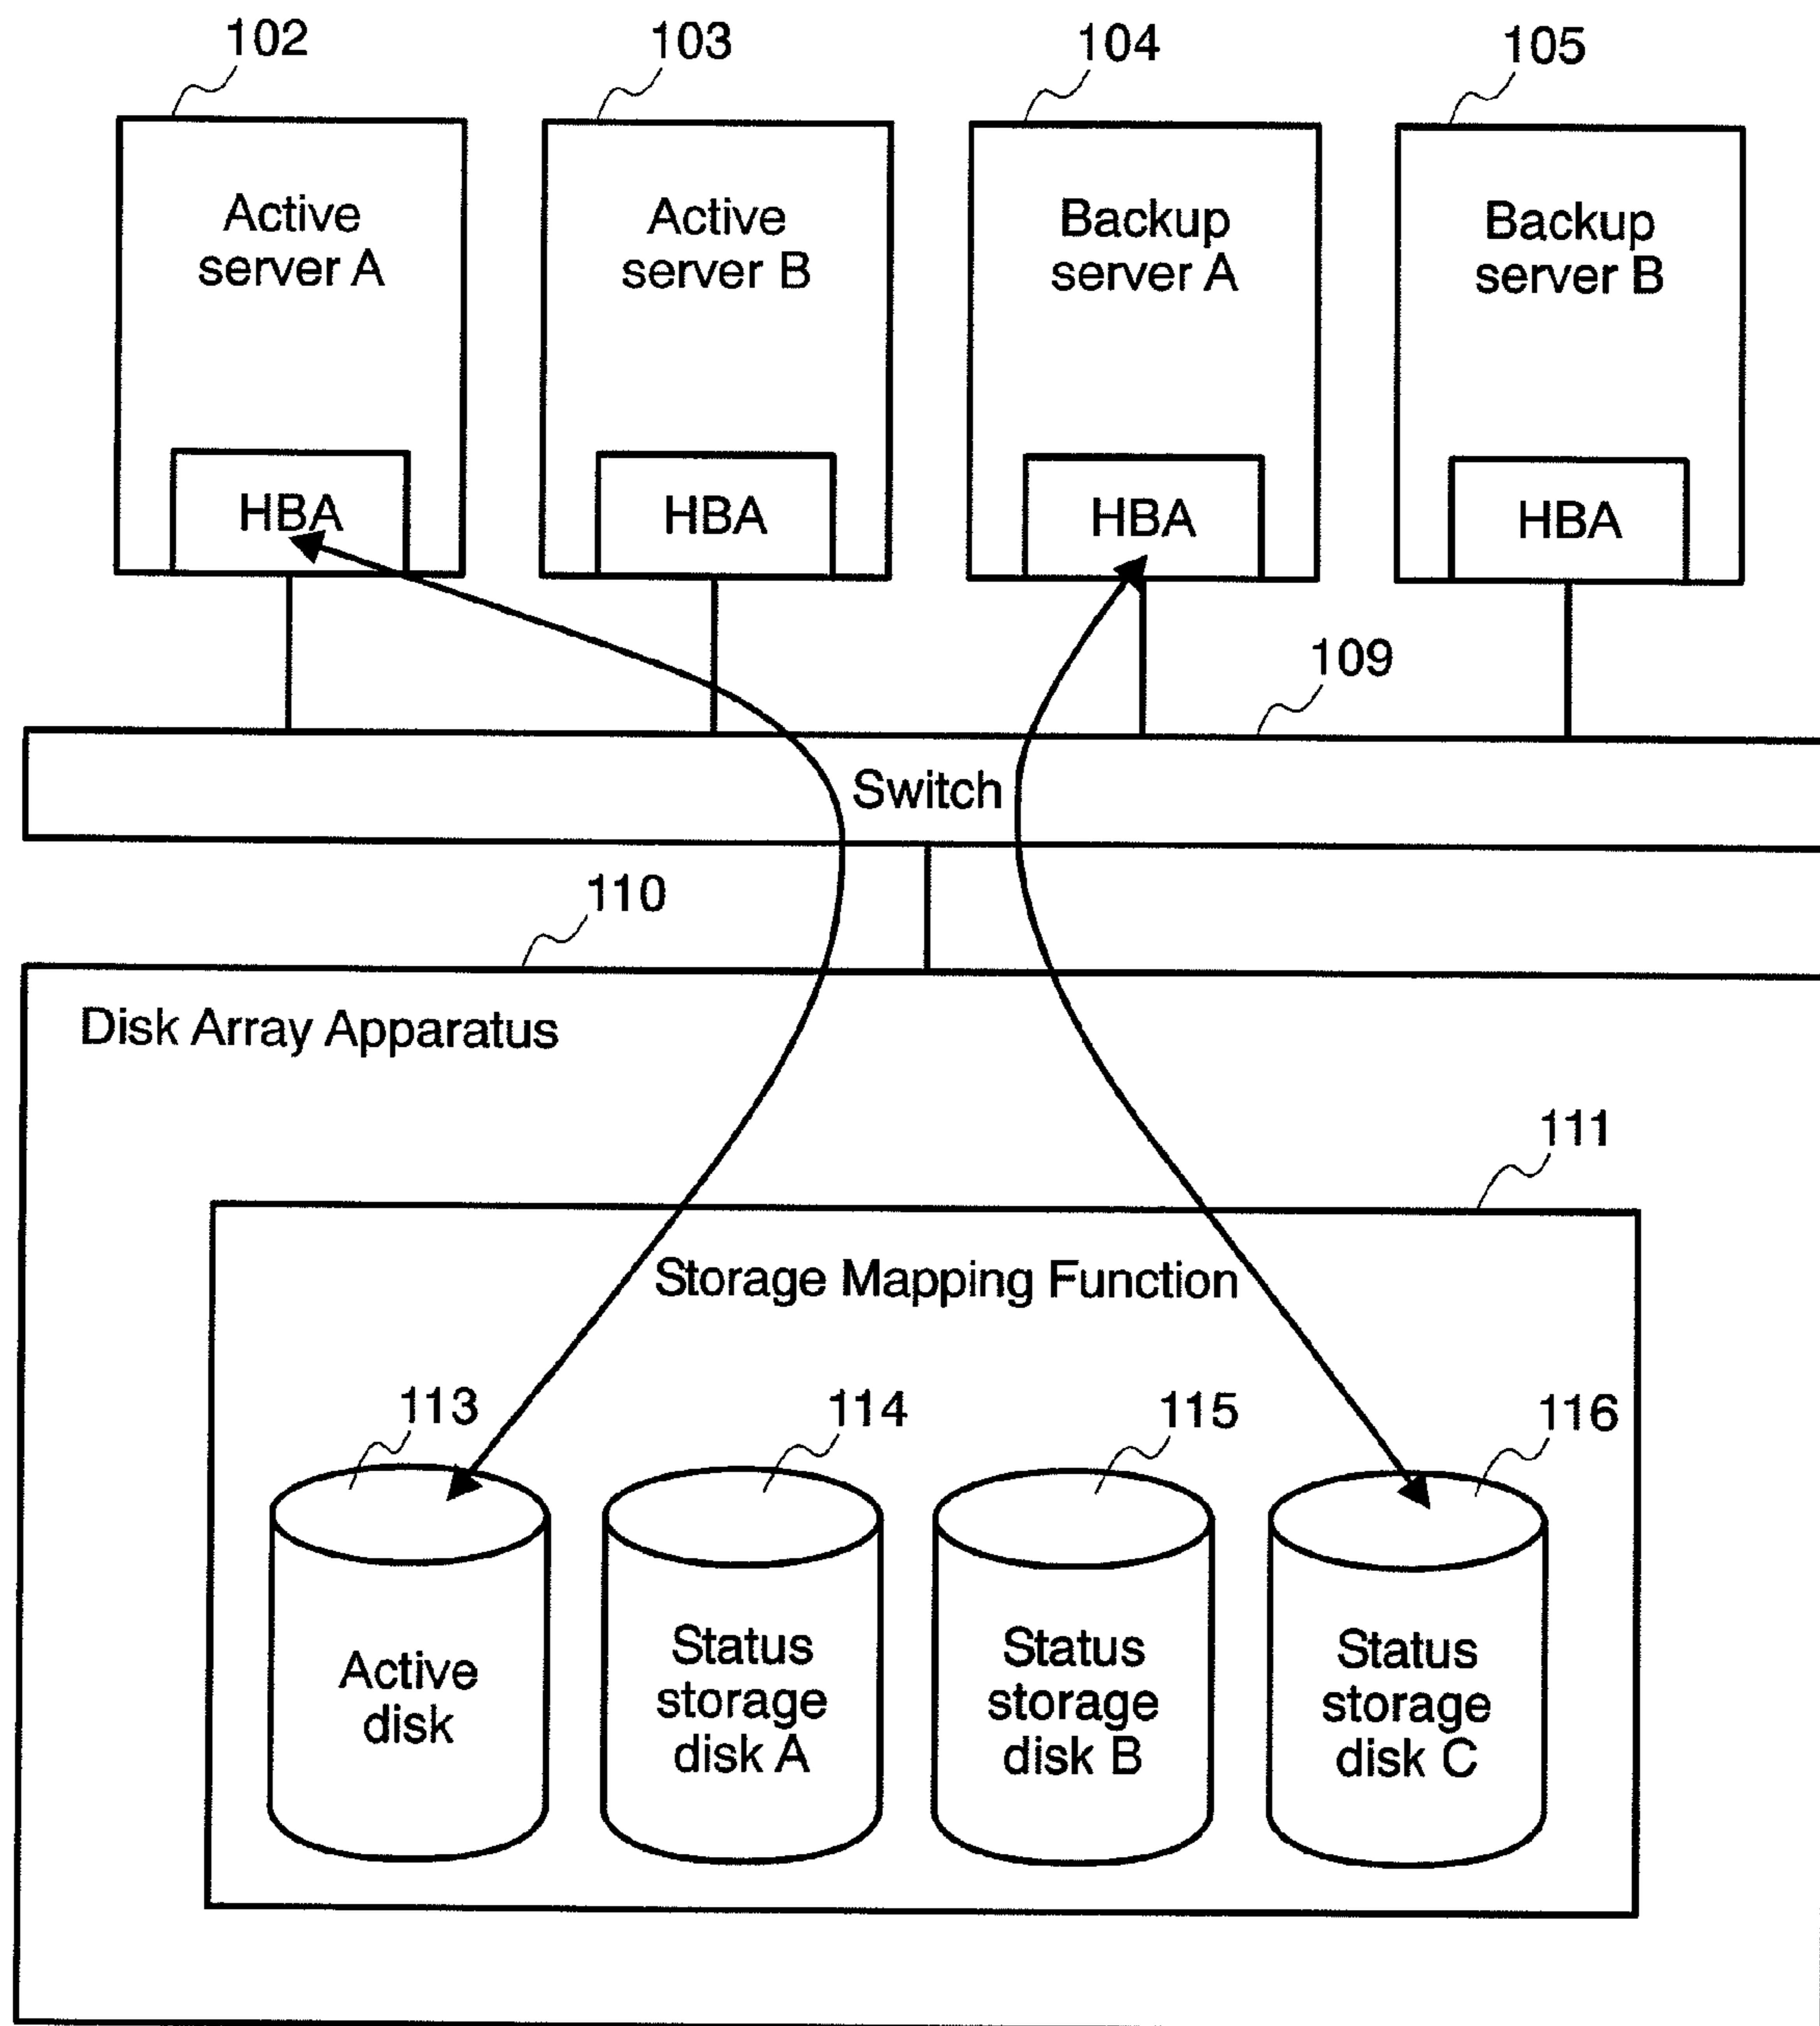 102
103
104
105
Active
server A
Active
server B
Backup
server A
Backup
server B
HBA
HBA
HBA
HBA
109
Switch
110
Disk Array Apparatus
111
Storage Mapping Function
113
114
115
116
Active
disk
Status
storage
disk A
Status
storage
disk B
Status
storage
disk C